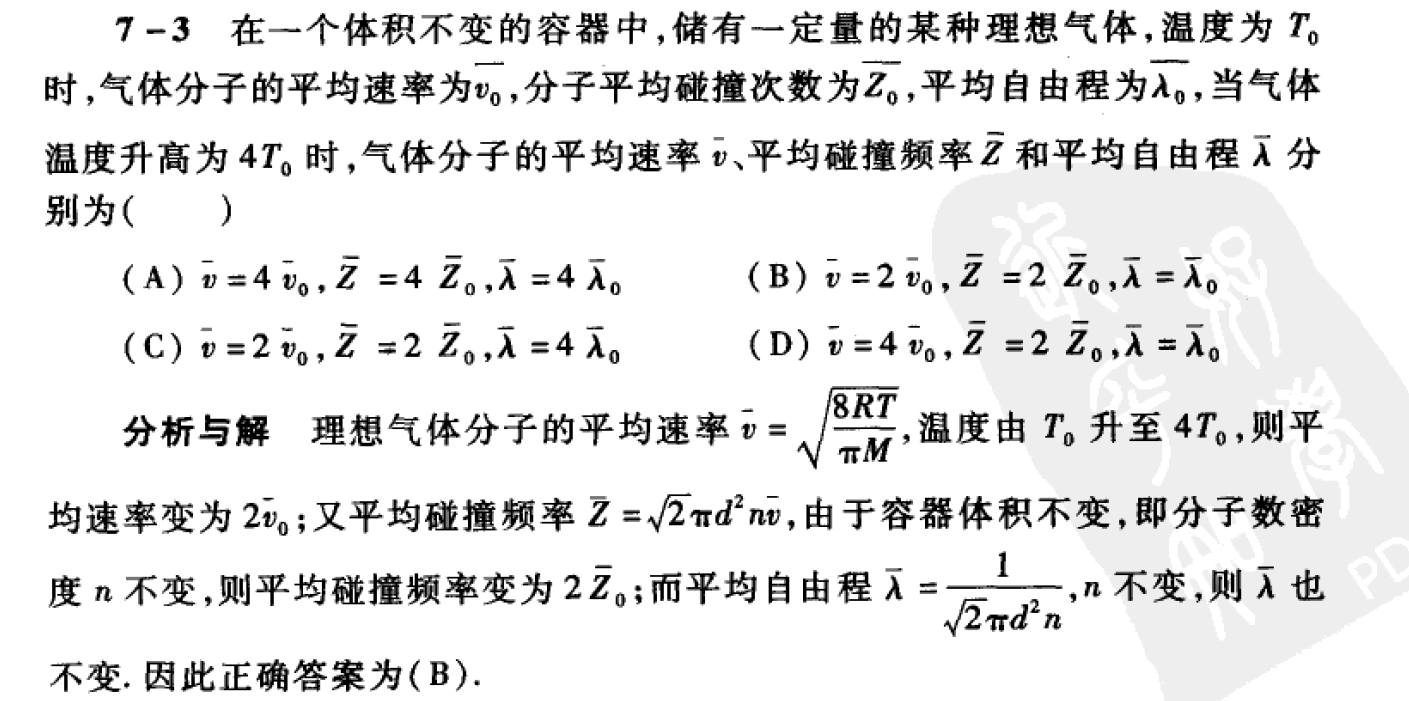 7-3 在一个体积不变的容器中,储有一定量的某种理想气体,温度为 T₀
时,气体分子的平均速率为v̄₀,分子平均碰撞次数为Z̄₀,平均自由程为λ̄₀,当气体
温度升高为 4T₀ 时,气体分子的平均速率 v̄、平均碰撞频率 Z̄ 和平均自由程 λ̄ 分
别为( )
(A) v̄ = 4 v̄₀, Z̄ = 4 Z̄₀, λ̄ = 4 λ̄₀ (B) v̄ = 2 v̄₀, Z̄ = 2 Z̄₀, λ̄ = λ̄₀
(C) v̄ = 2 v̄₀, Z̄ = 2 Z̄₀, λ̄ = 4 λ̄₀ (D) v̄ = 4 v̄₀, Z̄ = 2 Z̄₀, λ̄ = λ̄₀
分析与解 理想气体分子的平均速率 v̄ = √(8RT/πM),温度由 T₀ 升至 4T₀,则平
均速率变为 2v̄₀;又平均碰撞频率 Z̄ = √2πd²nv̄,由于容器体积不变,即分子数密
度 n 不变,则平均碰撞频率变为 2 Z̄₀;而平均自由程 λ̄ = 1/(√2πd²n),n 不变,则 λ̄ 也
不变. 因此正确答案为(B).
PD